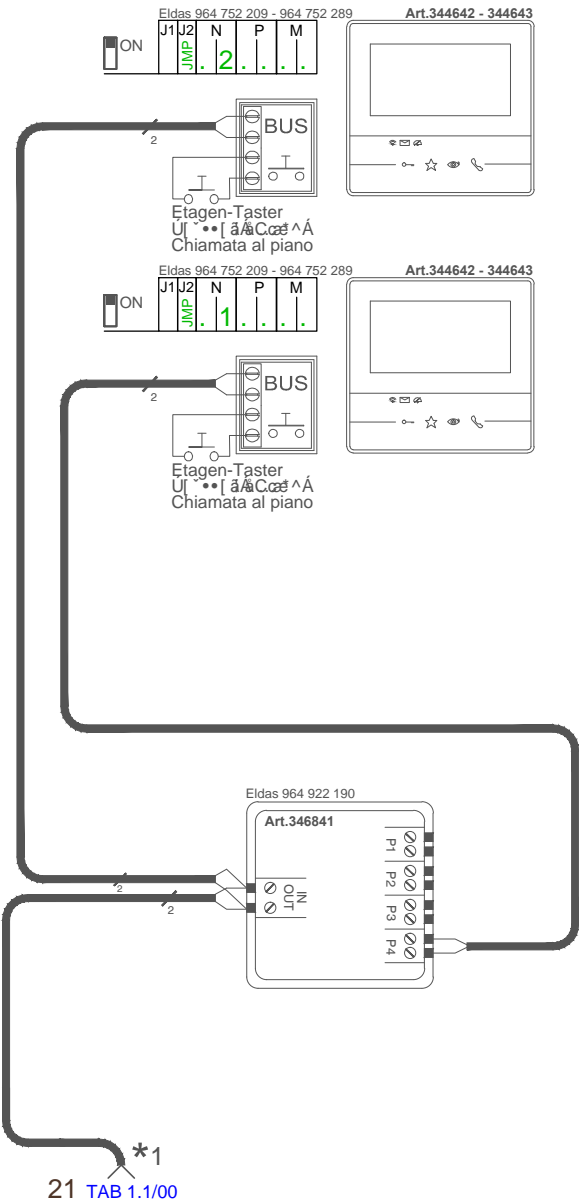 Eldas 964 752 209 - 964 752 289
Art.344642 - 344643
ON
J1 J2 N P M
JMP . 2 . . . .
BUS
2
Etagen-Taster
Chiamata al piano
Eldas 964 752 209 - 964 752 289
Art.344642 - 344643
ON
J1 J2 N P M
JMP . 1 . . . .
BUS
2
Etagen-Taster
Chiamata al piano
Eldas 964 922 190
Art.346841
P1
P2
P3
P4
IN
OUT
2
2
*1
21 TAB 1.1/00